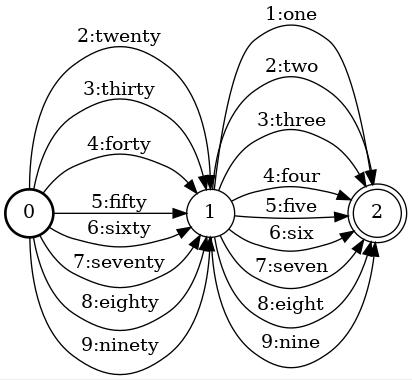 2:twenty
3:thirty
4:forty
5:fifty
6:sixty
7:seventy
8:eighty
9:ninety
1:one
2:two
3:three
4:four
5:five
6:six
7:seven
8:eight
9:nine
0
1
2